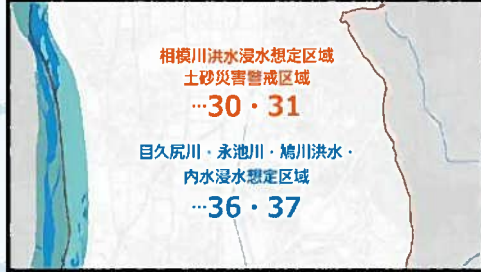 相模川洪水浸水想定区域
土砂災害警戒区域
…30・31
目久尻川・永池川・鳩川洪水・
内水浸水想定区域
…36・37